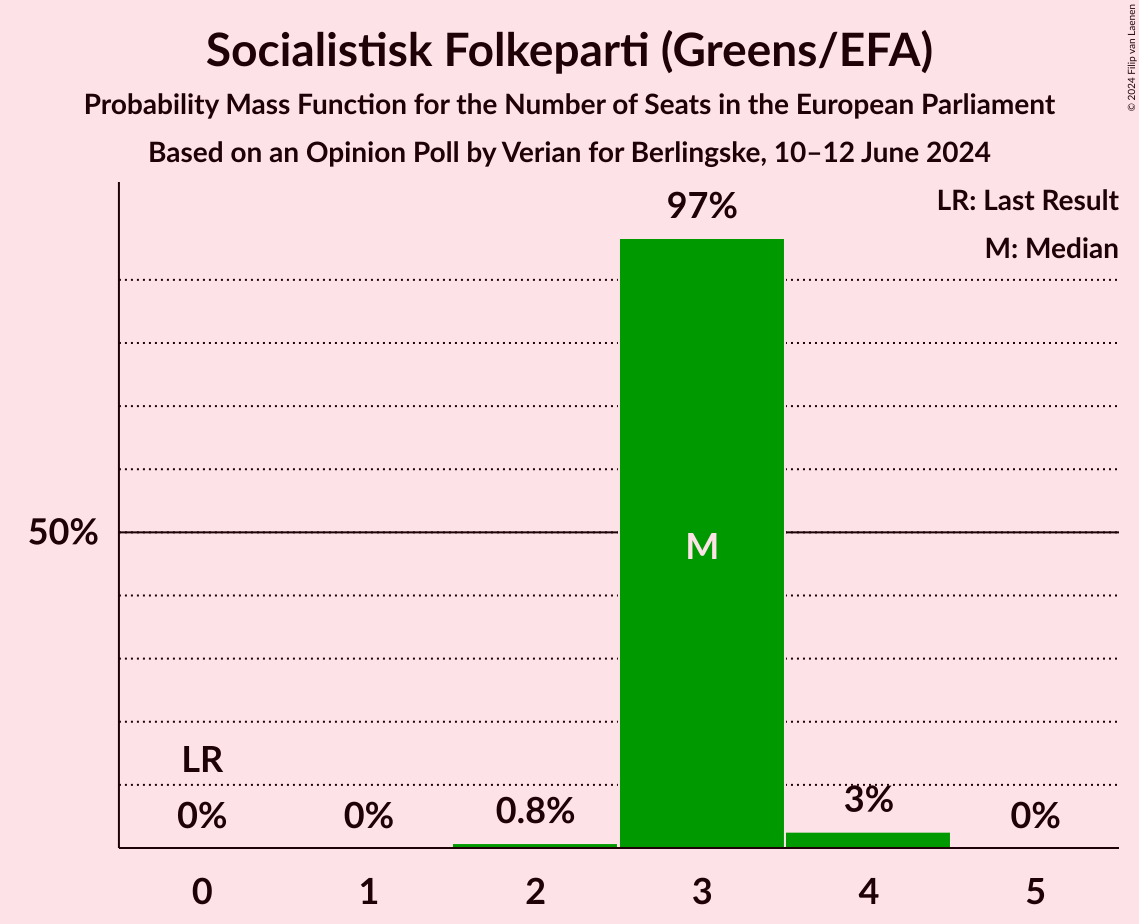 Socialistisk Folkeparti (Greens/EFA)
Probability Mass Function for the Number of Seats in the European Parliament
Based on an Opinion Poll by Verian for Berlingske, 10–12 June 2024
© 2024 Filip van Laenen
97%
LR: Last Result
M: Median
50%
M
LR
0%
0%
0.8%
3%
0%
0
1
2
3
4
5